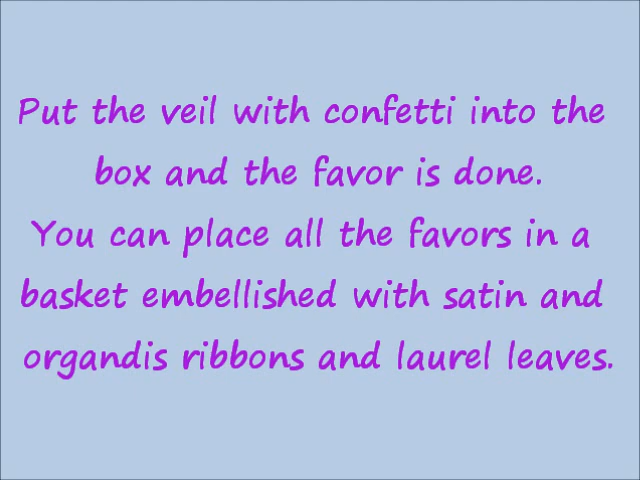 Put the veil with confetti into the
box and the favor is done.
You can place all the favors in a
basket embellished with satin and
organdis ribbons and laurel leaves.